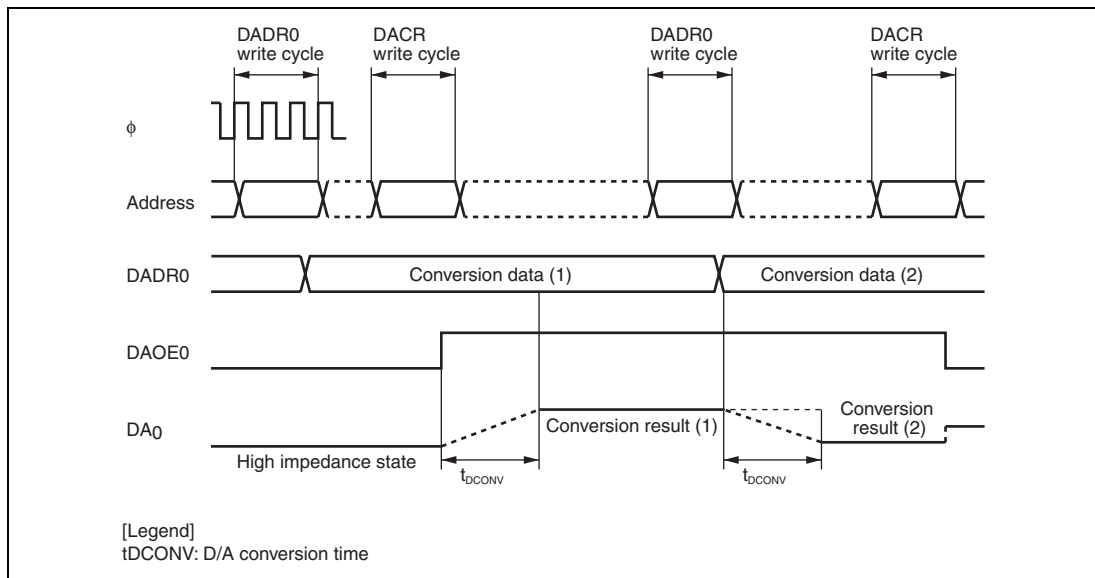 DADR0
write cycle
DACR
write cycle
DADR0
write cycle
DACR
write cycle
ϕ
Address
DADR0
Conversion data (1)
Conversion data (2)
DAOE0
DA0
Conversion result (1)
Conversion
result (2)
High impedance state
tDCONV
tDCONV
[Legend]
tDCONV: D/A conversion time